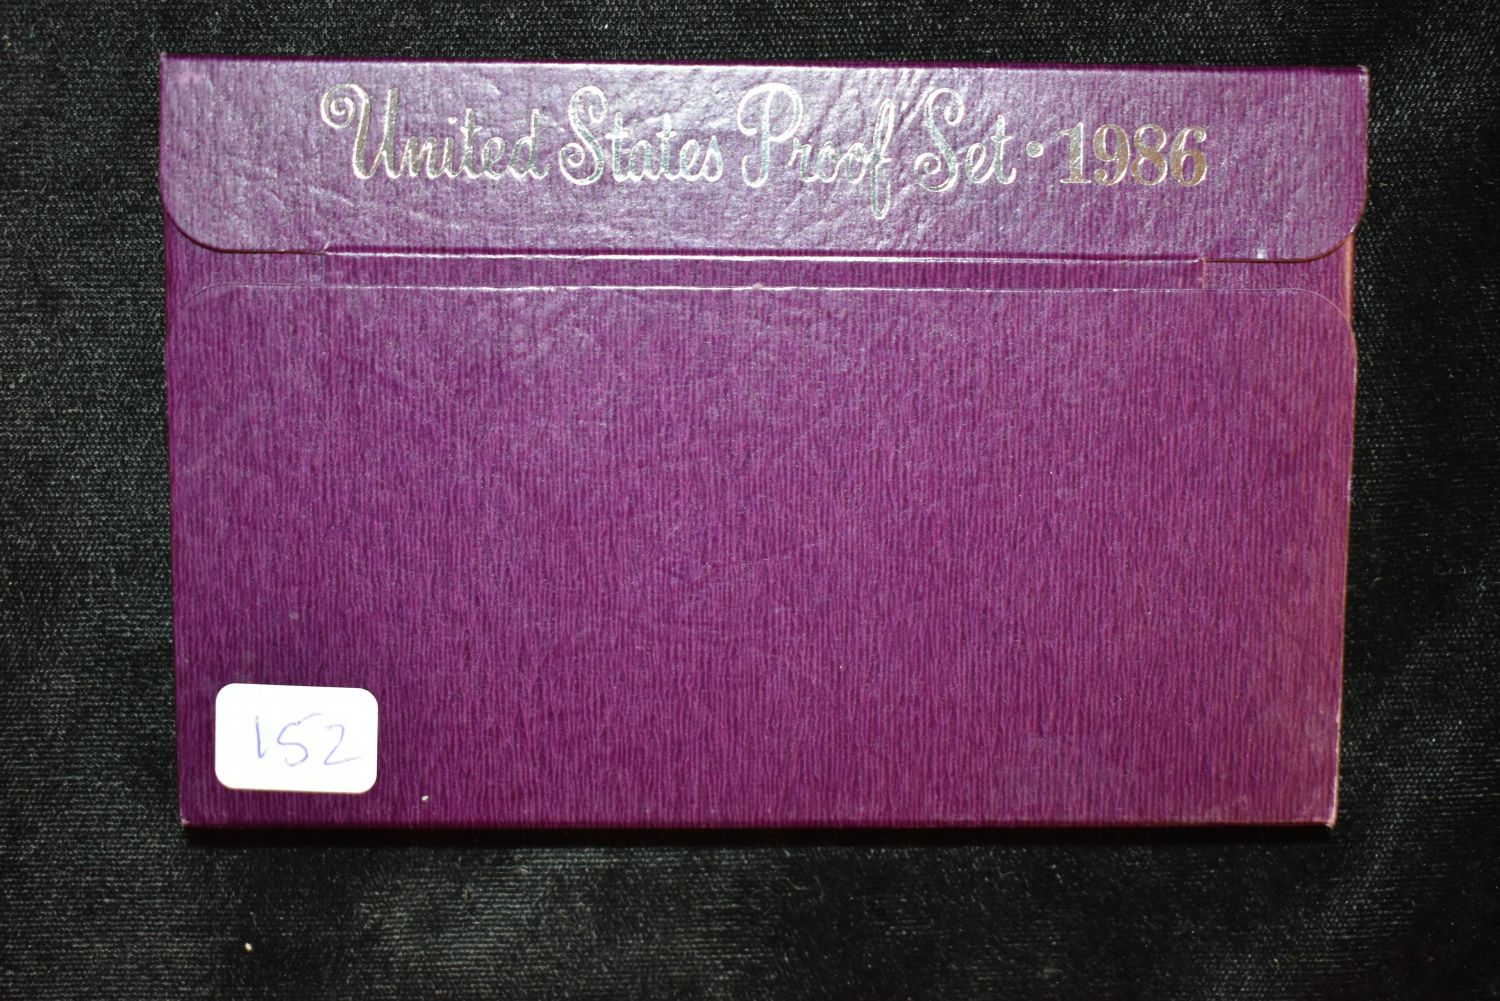 United States Proof Set • 1986
152